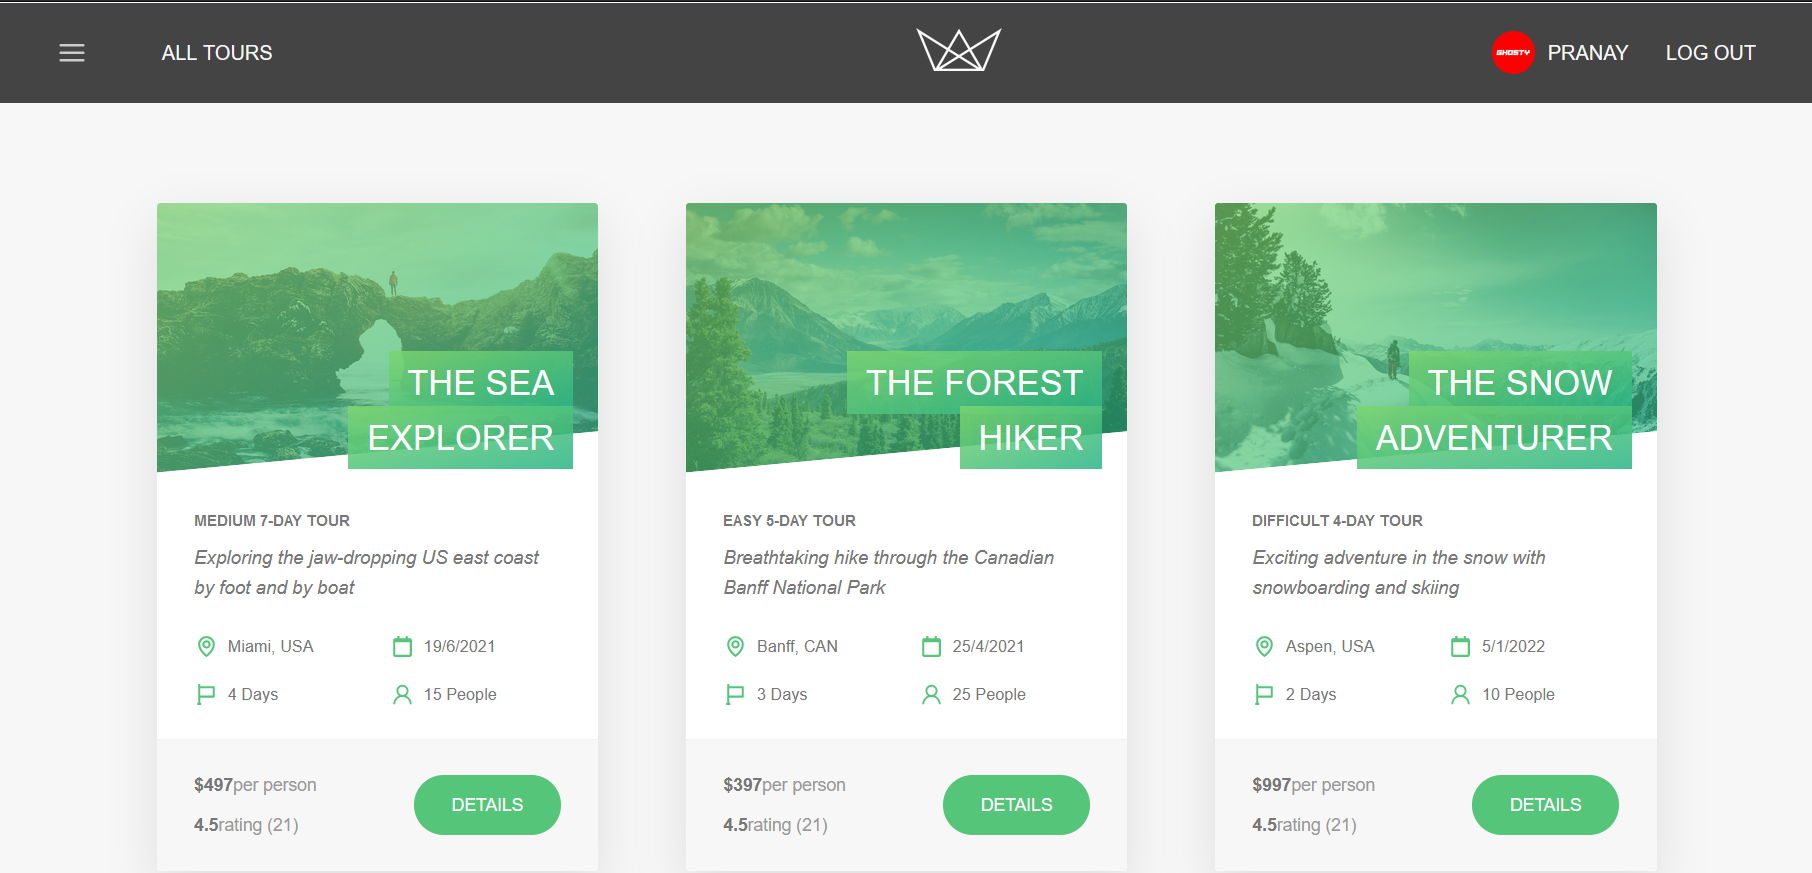 ALL TOURS
GHOSTY
PRANAY
LOG OUT
THE SEA
EXPLORER
MEDIUM 7-DAY TOUR
Exploring the jaw-dropping US east coast
by foot and by boat
Miami, USA
19/6/2021
4 Days
15 People
$497per person
4.5rating (21)
DETAILS
THE FOREST
HIKER
EASY 5-DAY TOUR
Breathtaking hike through the Canadian
Banff National Park
Banff, CAN
25/4/2021
3 Days
25 People
$397per person
4.5rating (21)
DETAILS
THE SNOW
ADVENTURER
DIFFICULT 4-DAY TOUR
Exciting adventure in the snow with
snowboarding and skiing
Aspen, USA
5/1/2022
2 Days
10 People
$997per person
4.5rating (21)
DETAILS